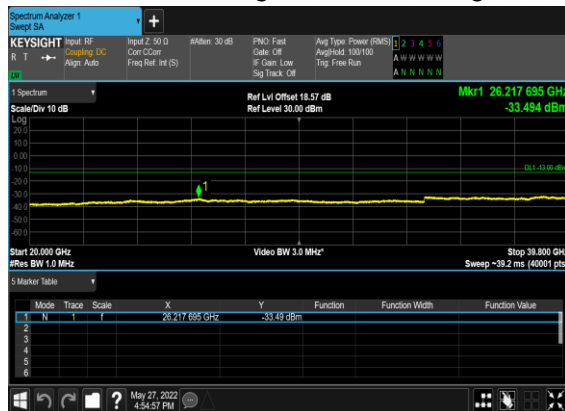 Spectrum Analyzer 1
Swept SA
+
KEYSIGHT Input: RF Input Z: 50 Ω #Atten: 30 dB PNO: Fast Avg Type: Power (RMS) 1 2 3 4 5 6
R T Coupling: DC Corr CCorr Gate: Off Avg|Hold: 100/100 A W W W W W
Align: Auto Freq Ref: Int (S) IF Gain: Low Trig: Free Run
Sig Track: Off A N N N N N
LW
1 Spectrum Ref Lvl Offset 18.57 dB Mkr1 26.217 695 GHz
Scale/Div 10 dB Ref Level 30.00 dBm -33.494 dBm
Log
20.0
10.0
0.00
-10.0 DL1 -13.00 dBm
-20.0
1
-30.0
-40.0
-50.0
-60.0
Start 20.000 GHz Video BW 3.0 MHz* Stop 39.800 GHz
#Res BW 1.0 MHz Sweep ~39.2 ms (40001 pts
5 Marker Table
Mode Trace Scale X Y Function Function Width Function Value
1 N 1 f 26.217 695 GHz -33.49 dBm
2
3
4
5
6
? May 27, 2022
4:54:57 PM